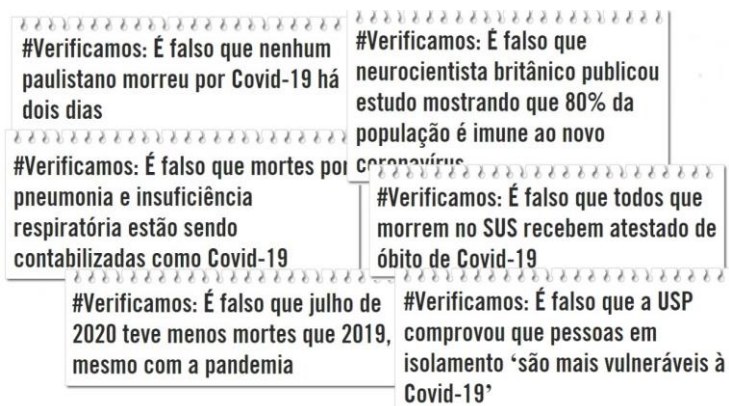 #Verificamos: É falso que nenhum
paulistano morreu por Covid-19 há
dois dias
#Verificamos: É falso que
neurocientista britânico publicou
estudo mostrando que 80% da
população é imune ao novo
coronavírus
#Verificamos: É falso que mortes por
pneumonia e insuficiência
respiratória estão sendo
contabilizadas como Covid-19
#Verificamos: É falso que todos que
morrem no SUS recebem atestado de
óbito de Covid-19
#Verificamos: É falso que julho de
2020 teve menos mortes que 2019,
mesmo com a pandemia
#Verificamos: É falso que a USP
comprovou que pessoas em
isolamento ‘são mais vulneráveis à
Covid-19’